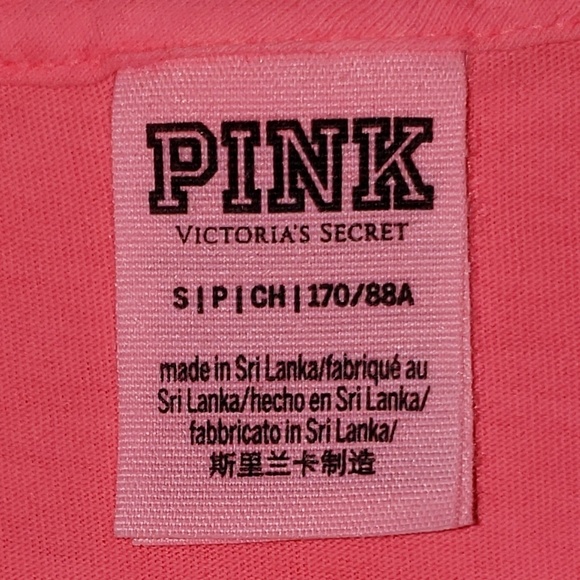 PINK
VICTORIA'S SECRET
S | P | CH | 170/88A
made in Sri Lanka/fabriqué au
Sri Lanka/hecho en Sri Lanka/
fabbricato in Sri Lanka/
斯里兰卡制造